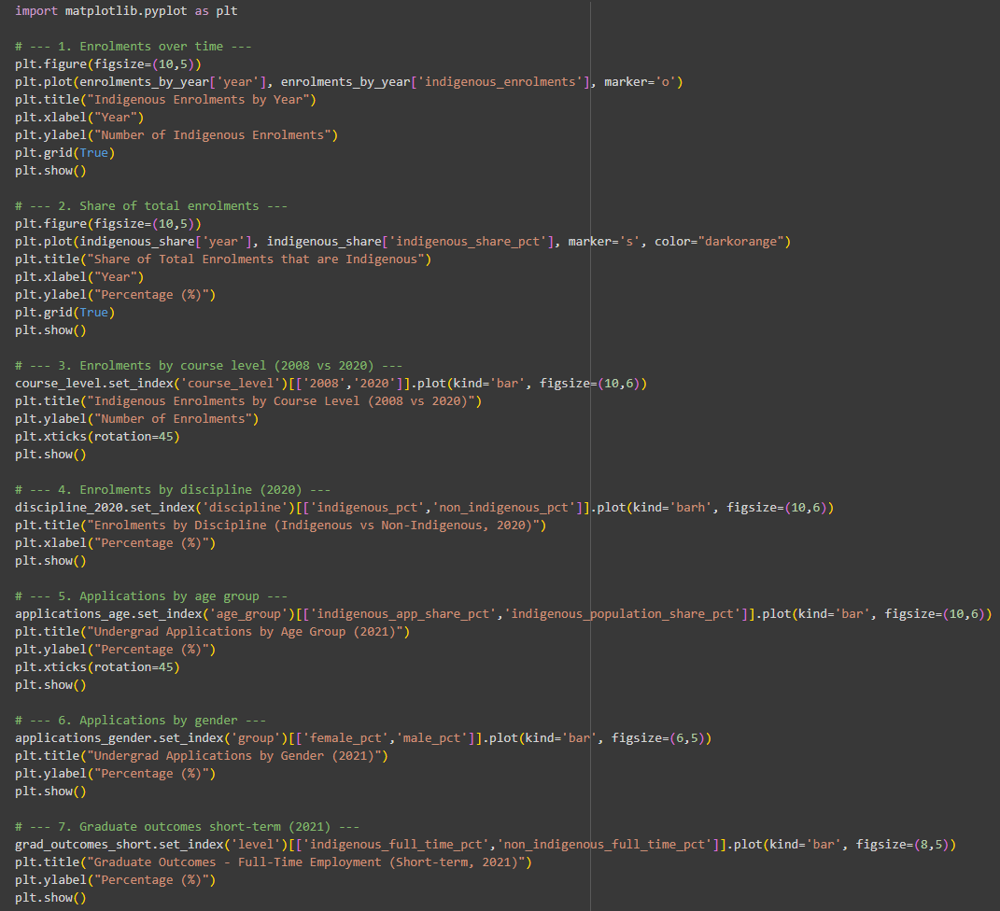 import matplotlib.pyplot as plt
# --- 1. Enrolments over time ---
plt.figure(figsize=(10,5))
plt.plot(enrolments_by_year['year'], enrolments_by_year['indigenous_enrolments'], marker='o')
plt.title("Indigenous Enrolments by Year")
plt.xlabel("Year")
plt.ylabel("Number of Indigenous Enrolments")
plt.grid(True)
plt.show()
# --- 2. Share of total enrolments ---
plt.figure(figsize=(10,5))
plt.plot(indigenous_share['year'], indigenous_share['indigenous_share_pct'], marker='s', color="darkorange")
plt.title("Share of Total Enrolments that are Indigenous")
plt.xlabel("Year")
plt.ylabel("Percentage (%)")
plt.grid(True)
plt.show()
# --- 3. Enrolments by course level (2008 vs 2020) ---
course_level.set_index('course_level')[['2008','2020']].plot(kind='bar', figsize=(10,6))
plt.title("Indigenous Enrolments by Course Level (2008 vs 2020)")
plt.ylabel("Number of Enrolments")
plt.xticks(rotation=45)
plt.show()
# --- 4. Enrolments by discipline (2020) ---
discipline_2020.set_index('discipline')[['indigenous_pct','non_indigenous_pct']].plot(kind='barh', figsize=(10,6))
plt.title("Enrolments by Discipline (Indigenous vs Non-Indigenous, 2020)")
plt.xlabel("Percentage (%)")
plt.show()
# --- 5. Applications by age group ---
applications_age.set_index('age_group')[['indigenous_app_share_pct','indigenous_population_share_pct']].plot(kind='bar', figsize=(10,6))
plt.title("Undergrad Applications by Age Group (2021)")
plt.ylabel("Percentage (%)")
plt.xticks(rotation=45)
plt.show()
# --- 6. Applications by gender ---
applications_gender.set_index('group')[['female_pct','male_pct']].plot(kind='bar', figsize=(6,5))
plt.title("Undergrad Applications by Gender (2021)")
plt.ylabel("Percentage (%)")
plt.show()
# --- 7. Graduate outcomes short-term (2021) ---
grad_outcomes_short.set_index('level')[['indigenous_full_time_pct','non_indigenous_full_time_pct']].plot(kind='bar', figsize=(8,5))
plt.title("Graduate Outcomes - Full-Time Employment (Short-term, 2021)")
plt.ylabel("Percentage (%)")
plt.show()